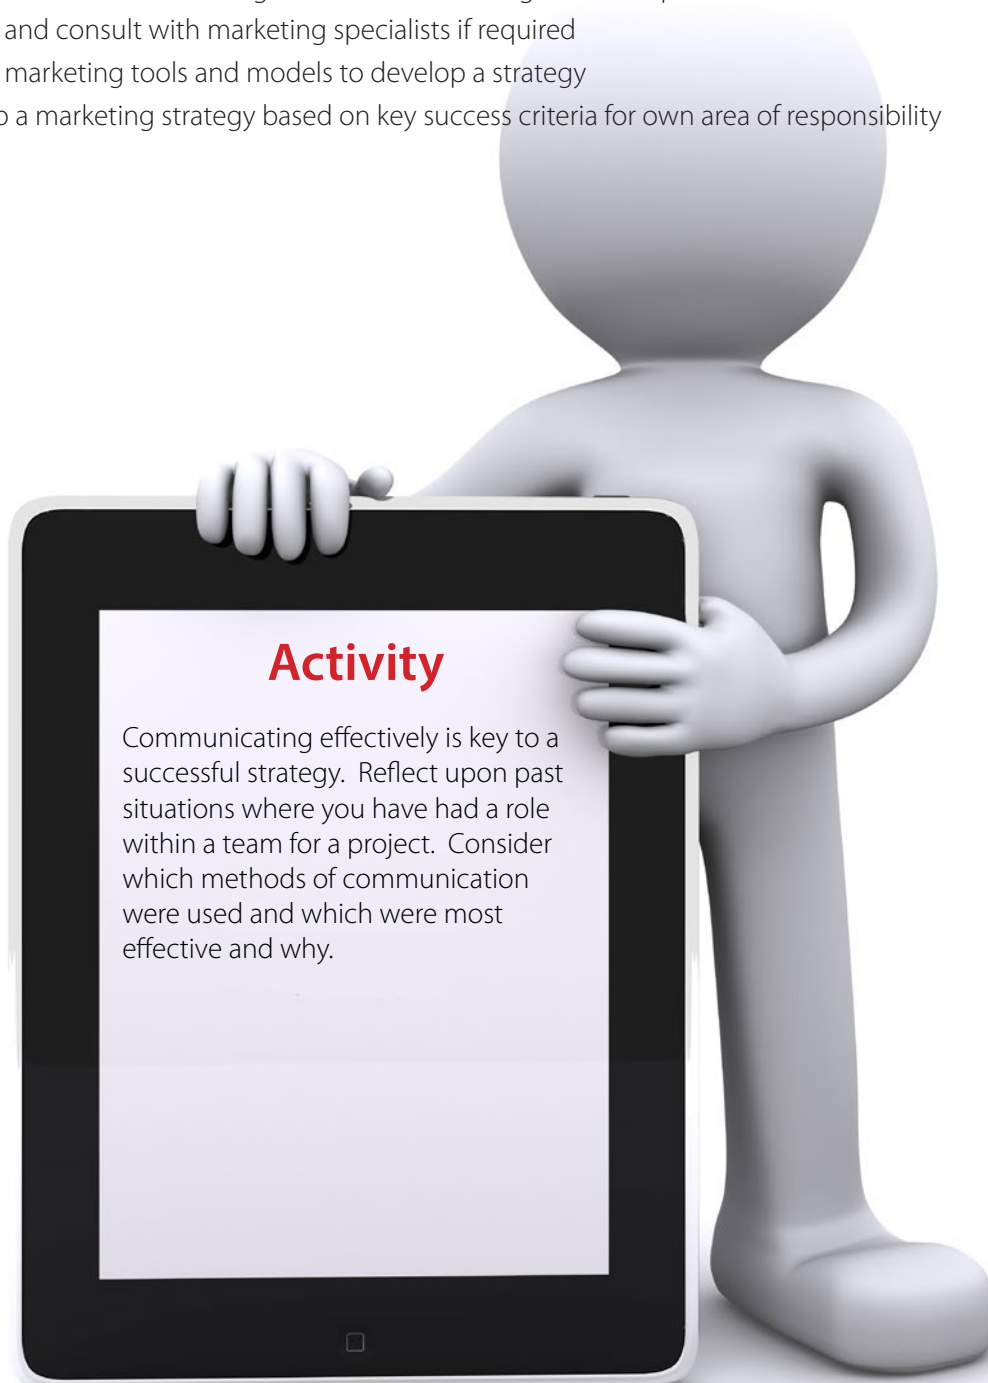 and consult with marketing specialists if required
marketing tools and models to develop a strategy
a marketing strategy based on key success criteria for own area of responsibility
Activity
Communicating effectively is key to a
successful strategy.  Reflect upon past
situations where you have had a role
within a team for a project.  Consider
which methods of communication
were used and which were most
effective and why.